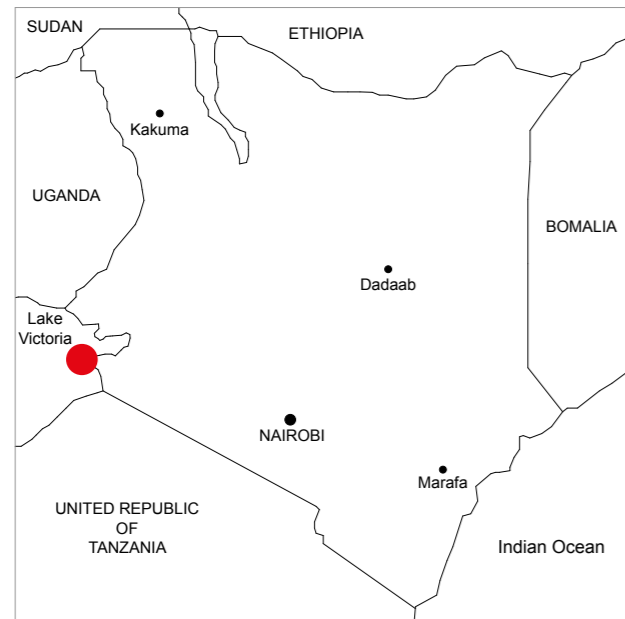 SUDAN
ETHIOPIA
Kakuma
UGANDA
BOMALIA
Dadaab
Lake
Victoria
NAIROBI
Marafa
UNITED REPUBLIC
OF
TANZANIA
Indian Ocean